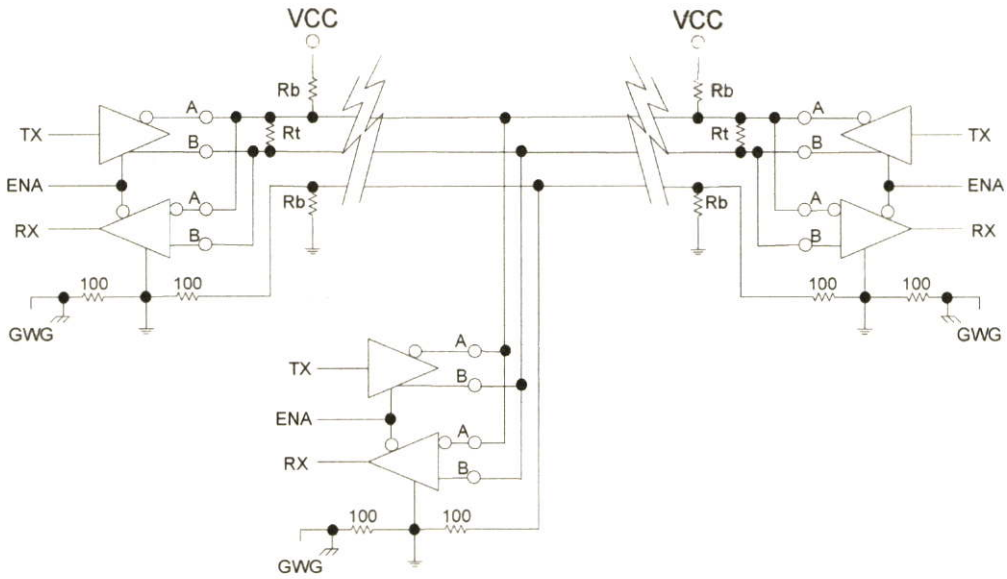 VCC VCC
Rb Rb
A A
TX Rt Rt TX
B B
ENA ENA
A A
Rb Rb
RX B B RX
100 100 100 100
GWG GWG
A
TX
B
ENA
A
RX B
100 100
GWG